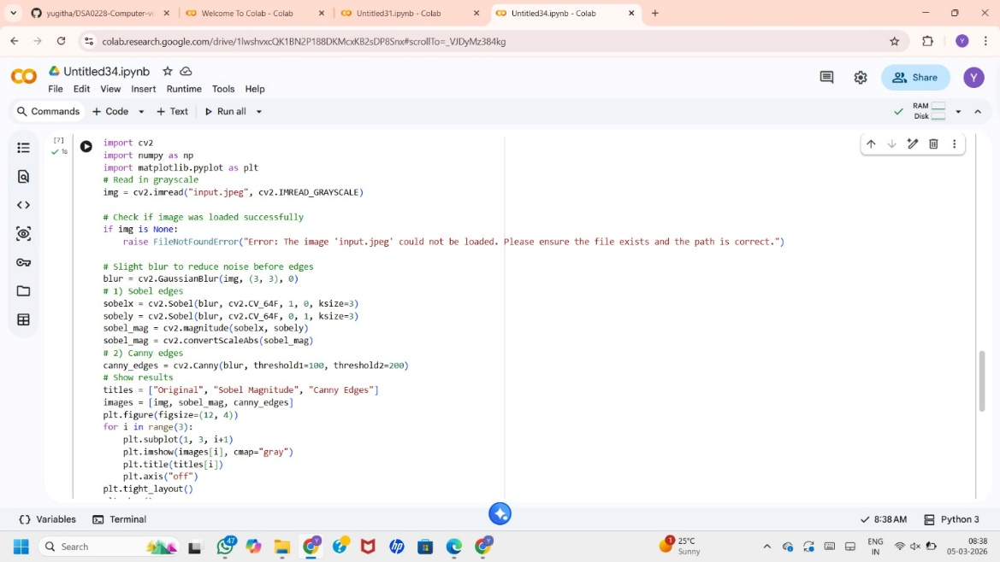 yugitha/DSA0228-Computer-vi
Welcome To Colab - Colab
Untitled31.ipynb - Colab
Untitled34.ipynb - Colab
colab.research.google.com/drive/1lwshvxcQK1BN2P188DKMcxKB2sDP8Snx#scrollTo=_VJDyMz384kg
Y
Untitled34.ipynb
File Edit View Insert Runtime Tools Help
Share
Y
Commands + Code + Text Run all
RAM
Disk
[7]
1s
import cv2
import numpy as np
import matplotlib.pyplot as plt
# Read in grayscale
img = cv2.imread("input.jpeg", cv2.IMREAD_GRAYSCALE)
# Check if image was loaded successfully
if img is None:
raise FileNotFoundError("Error: The image 'input.jpeg' could not be loaded. Please ensure the file exists and the path is correct.")
# Slight blur to reduce noise before edges
blur = cv2.GaussianBlur(img, (3, 3), 0)
# 1) Sobel edges
sobelx = cv2.Sobel(blur, cv2.CV_64F, 1, 0, ksize=3)
sobely = cv2.Sobel(blur, cv2.CV_64F, 0, 1, ksize=3)
sobel_mag = cv2.magnitude(sobelx, sobely)
sobel_mag = cv2.convertScaleAbs(sobel_mag)
# 2) Canny edges
canny_edges = cv2.Canny(blur, threshold1=100, threshold2=200)
# Show results
titles = ["Original", "Sobel Magnitude", "Canny Edges"]
images = [img, sobel_mag, canny_edges]
plt.figure(figsize=(12, 4))
for i in range(3):
plt.subplot(1, 3, i+1)
plt.imshow(images[i], cmap="gray")
plt.title(titles[i])
plt.axis("off")
plt.tight_layout()
{} Variables Terminal
8:38 AM Python 3
Search
47
1
25°C
Sunny
ENG
IN
08:38
05-03-2026